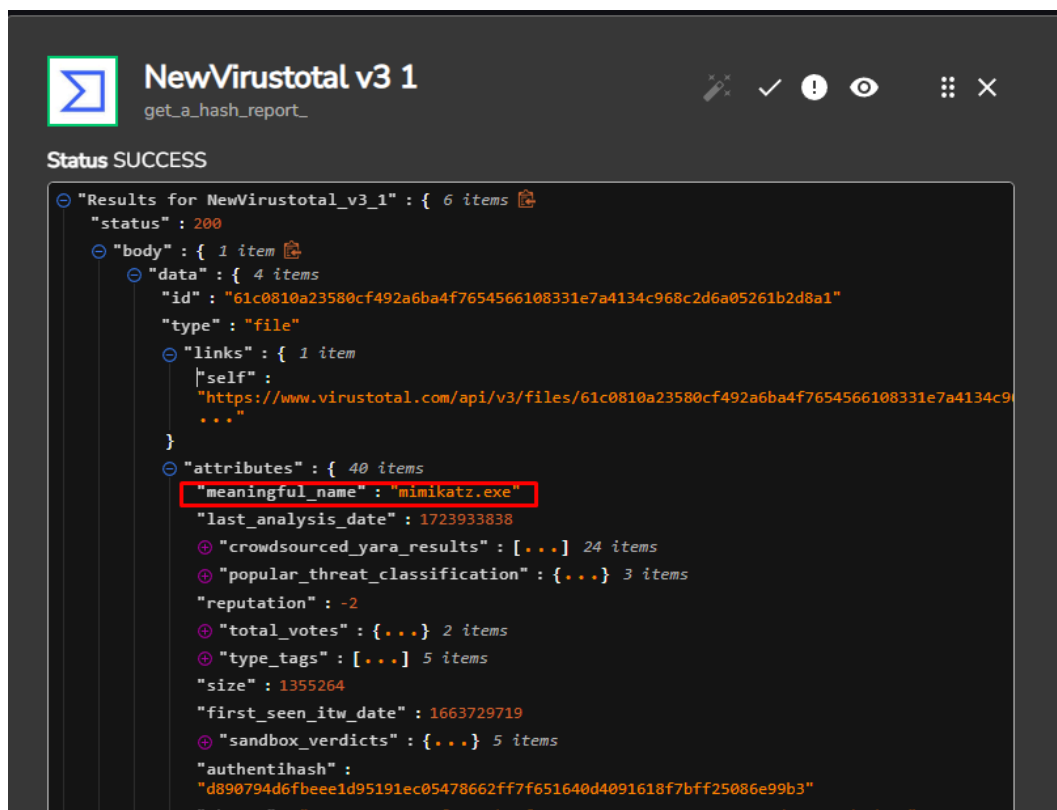 NewVirustotal v3 1
get_a_hash_report_
Status SUCCESS
"Results for NewVirustotal_v3_1" : { 6 items
"status" : 200
"body" : { 1 item
"data" : { 4 items
"id" : "61c0810a23580cf492a6ba4f7654566108331e7a4134c968c2d6a05261b2d8a1"
"type" : "file"
"links" : { 1 item
"self" :
"https://www.virustotal.com/api/v3/files/61c0810a23580cf492a6ba4f7654566108331e7a4134c9
..."
}
"attributes" : { 40 items
"meaningful_name" : "mimikatz.exe"
"last_analysis_date" : 1723933838
"crowdsourced_yara_results" : [...] 24 items
"popular_threat_classification" : {...} 3 items
"reputation" : -2
"total_votes" : {...} 2 items
"type_tags" : [...] 5 items
"size" : 1355264
"first_seen_itw_date" : 1663729719
"sandbox_verdicts" : {...} 5 items
"authentihash" :
"d890794d6fbeee1d95191ec05478662ff7f651640d4091618f7bff25086e99b3"